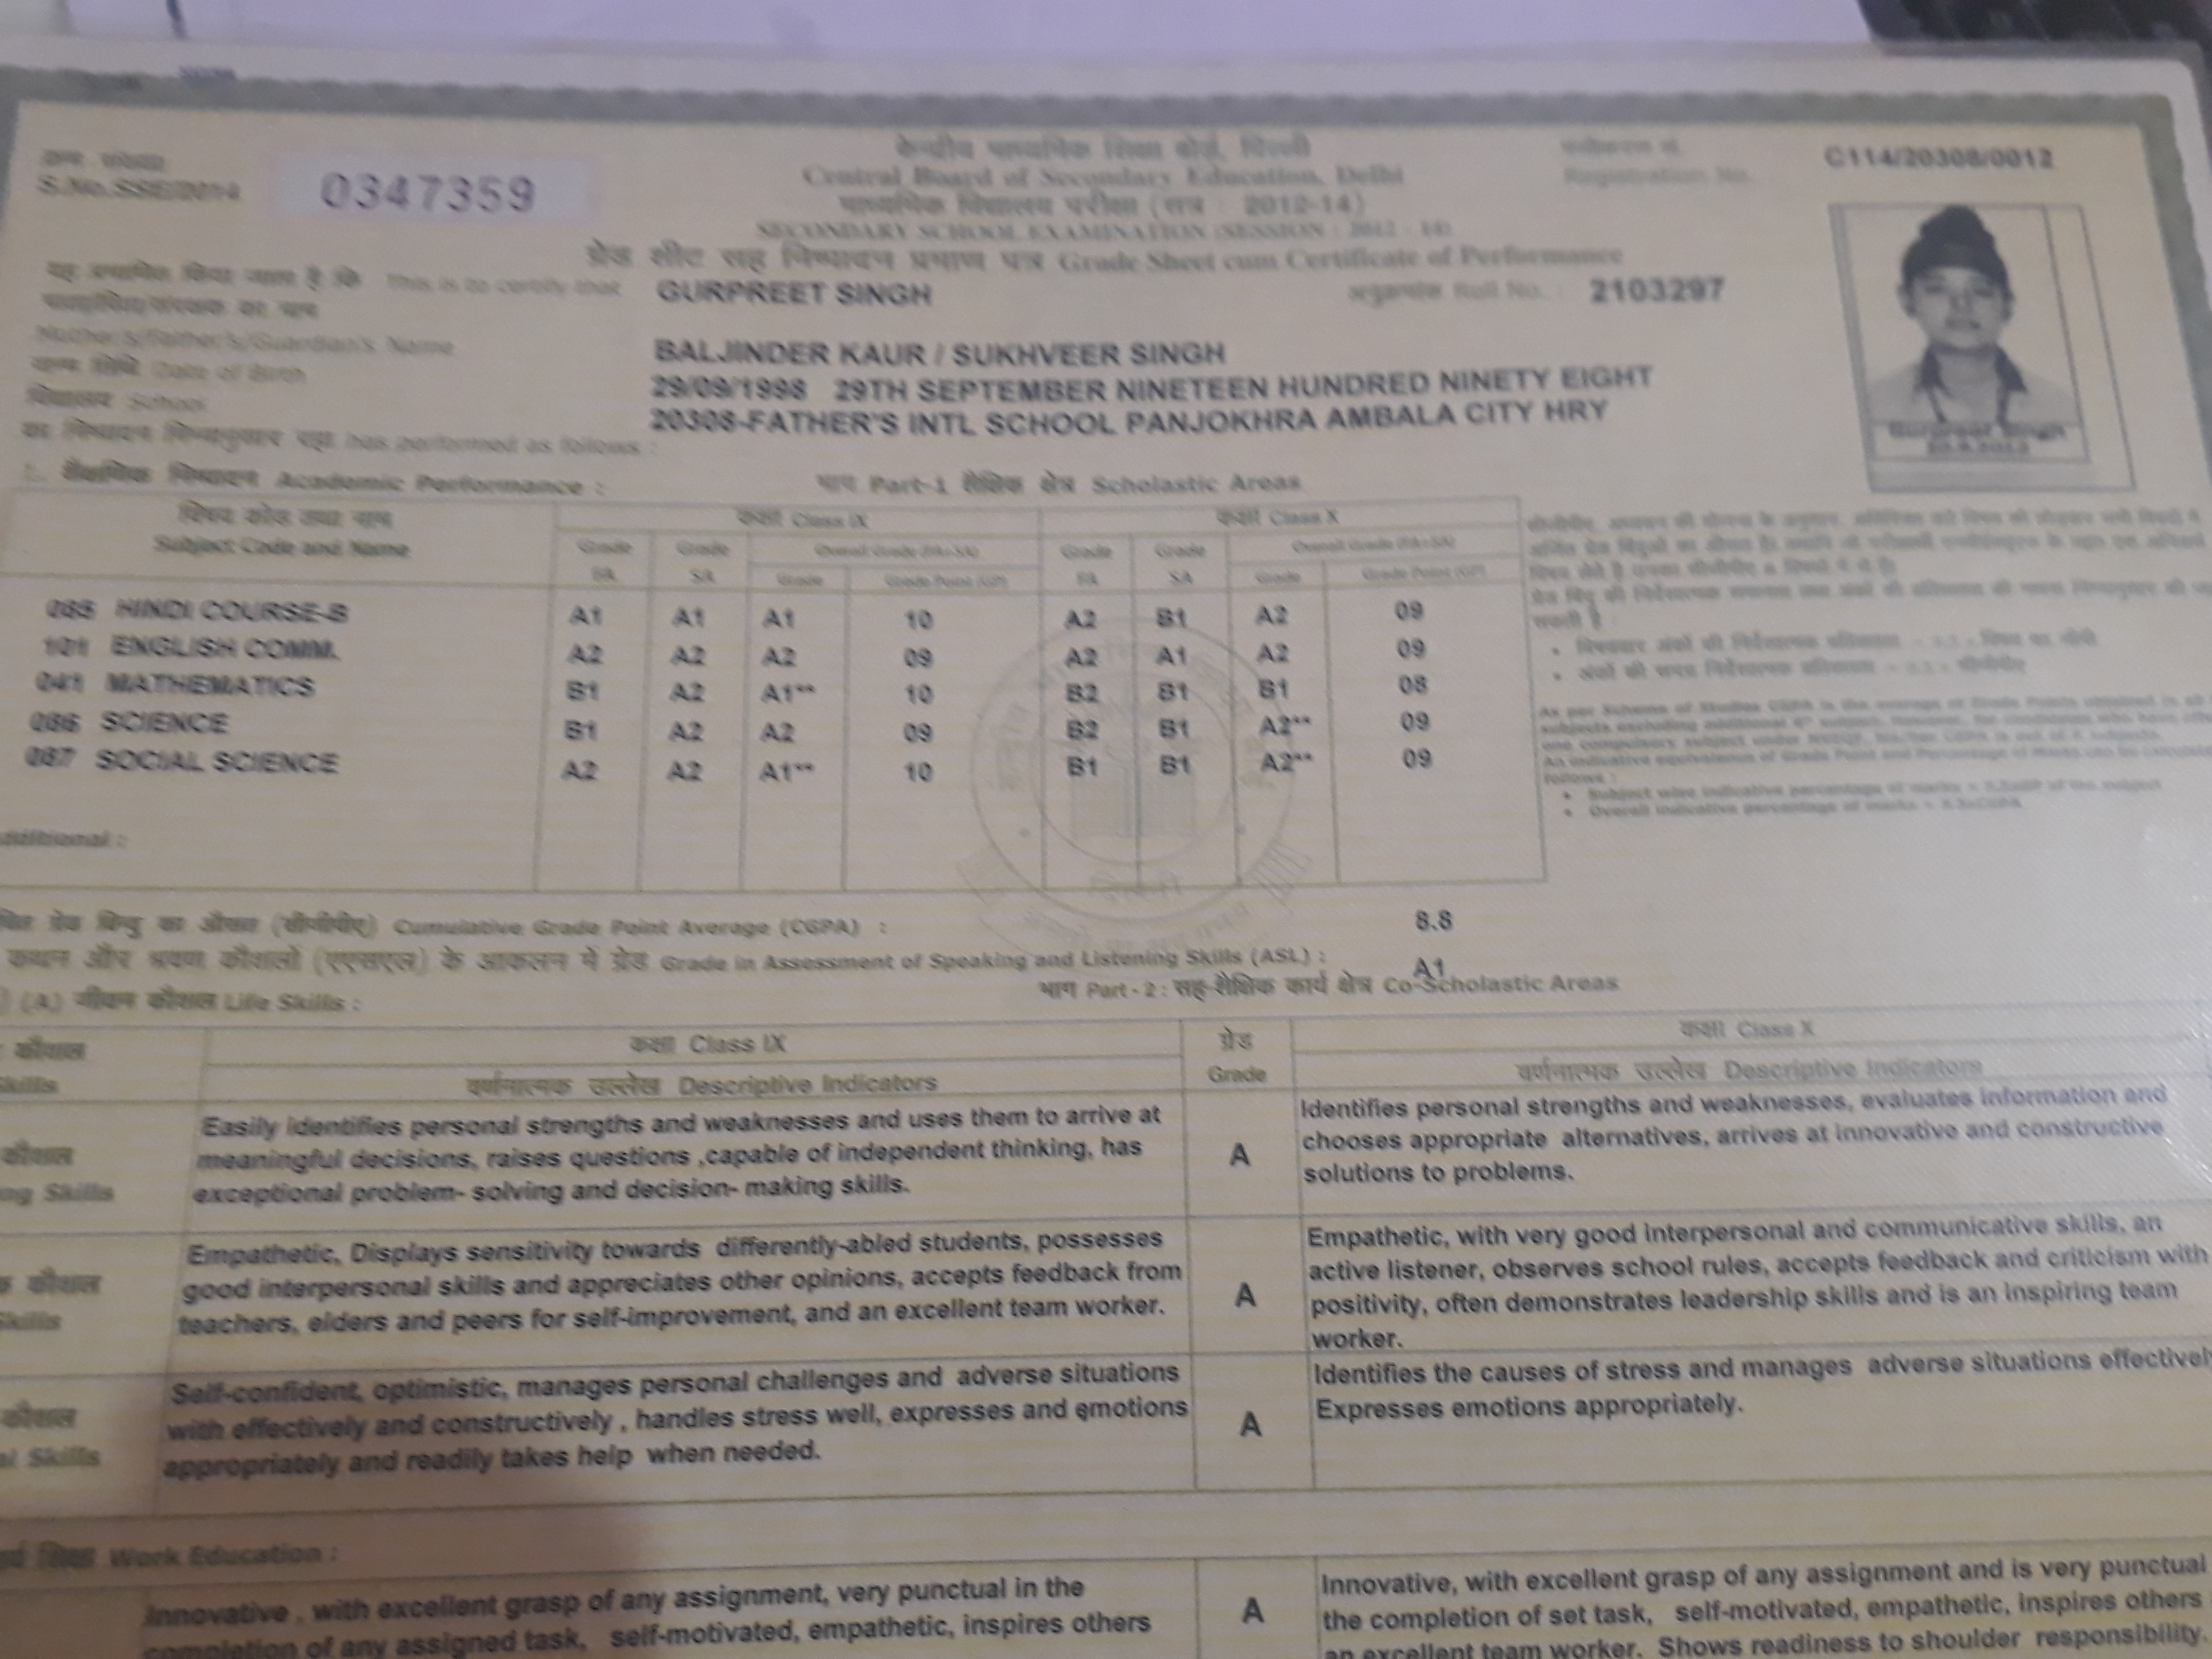 S.No.SSE/2014
0347359
केन्द्रीय माध्यमिक शिक्षा बोर्ड, दिल्ली
Central Board of Secondary Education, Delhi
Registration No.
C114/20308/0012
माध्यमिक विद्यालय परीक्षा (सत्र : 2012-14)
SECONDARY SCHOOL EXAMINATION (SESSION : 2012 - 14)
ग्रेड शीट सह निष्पादन प्रमाण पत्र Grade Sheet cum Certificate of Performance
यह प्रमाणित किया जाता है कि This is to certify that GURPREET SINGH
अनुक्रमांक Roll No. : 2103297
Mother's/Father's/Guardian's Name
BALJINDER KAUR / SUKHVEER SINGH
जन्म तिथि Date of Birth
29/09/1998 29TH SEPTEMBER NINETEEN HUNDRED NINETY EIGHT
विद्यालय School
20308-FATHER'S INTL SCHOOL PANJOKHRA AMBALA CITY HRY
has performed as follows :
शैक्षणिक निष्पादन Academic Performance :
भाग Part-1 शैक्षिक क्षेत्र Scholastic Areas
विषय कोड तथा नाम
Subject Code and Name
कक्षा Class IX
कक्षा Class X
Grade FA
Grade SA
Overall Grade (FA+SA)
Grade
Grade Point (GP)
Grade FA
Grade SA
Overall Grade (FA+SA)
Grade
Grade Point (GP)
085 HINDI COURSE-B A1 A1 A1 10 A2 B1 A2 09
101 ENGLISH COMM. A2 A2 A2 09 A2 A1 A2 09
041 MATHEMATICS B1 A2 A1** 10 B2 B1 B1 08
086 SCIENCE B1 A2 A2 09 B2 B1 A2** 09
087 SOCIAL SCIENCE A2 A2 A1** 10 B1 B1 A2** 09
dditional :
Cumulative Grade Point Average (CGPA) : 8.8
कथन और श्रवण कौशलों (एएसएल) के आकलन में ग्रेड Grade in Assessment of Speaking and Listening Skills (ASL) : A1
भाग Part - 2 : सह-शैक्षिक कार्य क्षेत्र Co-Scholastic Areas
(A) जीवन कौशल Life Skills :
कौशल
Skills
कक्षा Class IX
ग्रेड
Grade
कक्षा Class X
वर्णनात्मक उल्लेख Descriptive Indicators
वर्णनात्मक उल्लेख Descriptive Indicators
कौशल
ng Skills
Easily identifies personal strengths and weaknesses and uses them to arrive at
meaningful decisions, raises questions ,capable of independent thinking, has
exceptional problem- solving and decision- making skills.
A
Identifies personal strengths and weaknesses, evaluates information and
chooses appropriate alternatives, arrives at innovative and constructive
solutions to problems.
कौशल
Skills
Empathetic, Displays sensitivity towards differently-abled students, possesses
good interpersonal skills and appreciates other opinions, accepts feedback from
teachers, elders and peers for self-improvement, and an excellent team worker.
A
Empathetic, with very good interpersonal and communicative skills, an
active listener, observes school rules, accepts feedback and criticism with
positivity, often demonstrates leadership skills and is an inspiring team
worker.
कौशल
al Skills
Self-confident, optimistic, manages personal challenges and adverse situations
with effectively and constructively , handles stress well, expresses and emotions
appropriately and readily takes help when needed.
A
Identifies the causes of stress and manages adverse situations effectively
Expresses emotions appropriately.
Work Education :
Innovative , with excellent grasp of any assignment, very punctual in the
completion of any assigned task, self-motivated, empathetic, inspires others
A
Innovative, with excellent grasp of any assignment and is very punctual
the completion of set task, self-motivated, empathetic, inspires others
an excellent team worker. Shows readiness to shoulder responsibility.